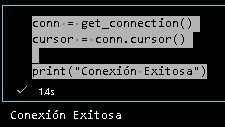 conn = get_connection()
cursor = conn.cursor()
print("Conexión Exitosa")
1.4s
Conexión Exitosa